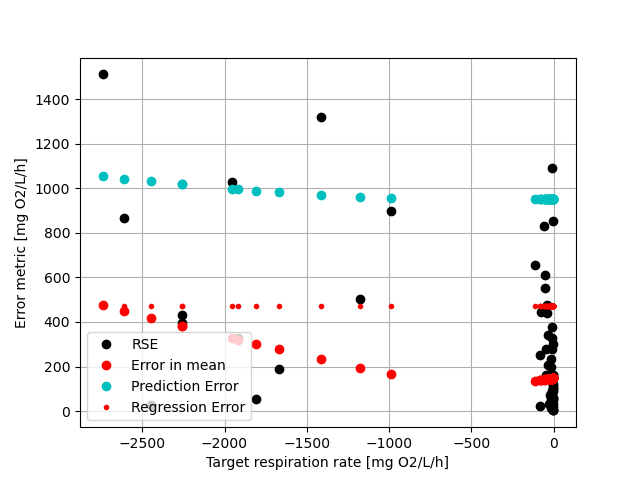 1400
1200
1000
800
600
400
200
0
Error metric [mg O2/L/h]
RSE
Error in mean
Prediction Error
Regression Error
−2500 −2000 −1500 −1000 −500 0
Target respiration rate [mg O2/L/h]